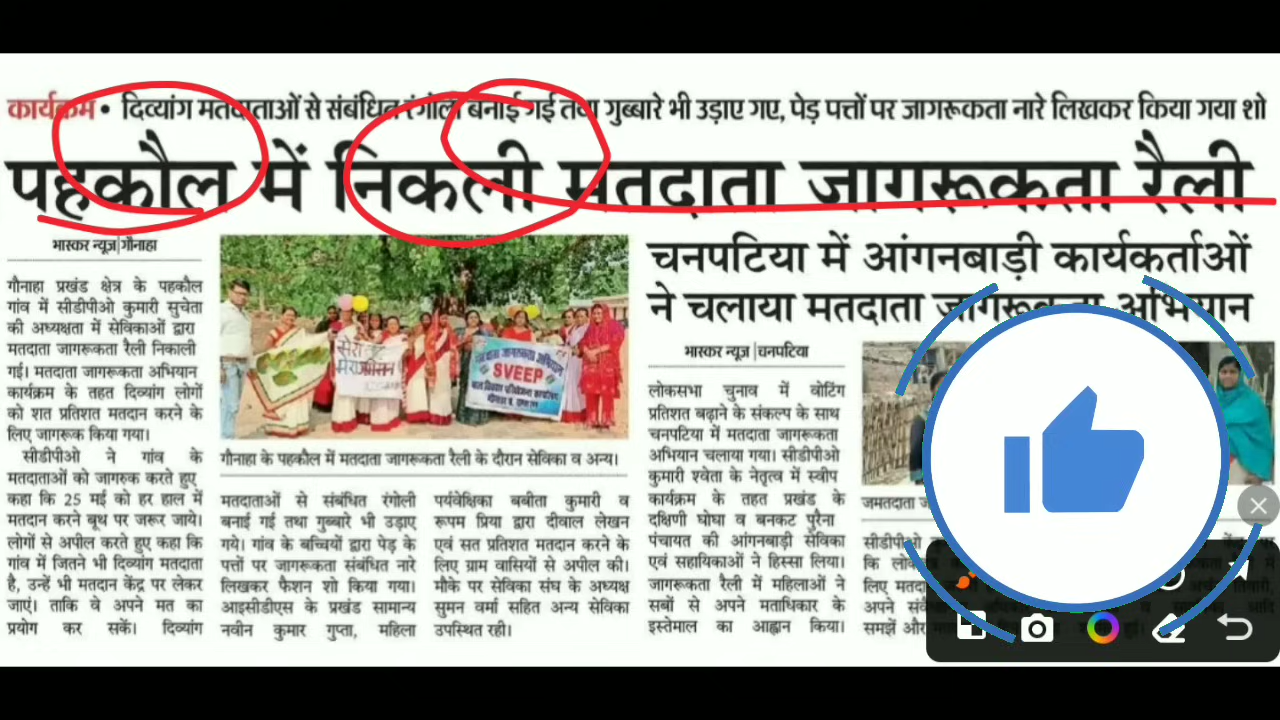 कार्यक्रम • दिव्यांग मतदाताओं से संबंधित रंगोली बनाई गई तथा गुब्बारे भी उड़ाए गए, पेड़ पत्तों पर जागरूकता नारे लिखकर किया गया शो
पहकौल में निकली मतदाता जागरूकता रैली
भास्कर न्यूज|गौनाहा
गौनाहा प्रखंड क्षेत्र के पहकौल
गांव में सीडीपीओ कुमारी सुचेता
की अध्यक्षता में सेविकाओं द्वारा
मतदाता जागरूकता रैली निकाली
गई। मतदाता जागरूकता अभियान
कार्यक्रम के तहत दिव्यांग लोगों
को शत प्रतिशत मतदान करने के
लिए जागरूक किया गया।
सीडीपीओ ने गांव के
मतदाताओं को जागरुक करते हुए
कहा कि 25 मई को हर हाल में
मतदान करने बूथ पर जरूर जाये।
लोगों से अपील करते हुए कहा कि
गांव में जितने भी दिव्यांग मतदाता
है, उन्हें भी मतदान केंद्र पर लेकर
जाएं। ताकि वे अपने मत का
प्रयोग कर सकें। दिव्यांग
SVEEP
गौनाहा के पहकौल में मतदाता जागरूकता रैली के दौरान सेविका व अन्य।
मतदाताओं से संबंधित रंगोली
बनाई गई तथा गुब्बारे भी उड़ाए
गये। गांव के बच्चियों द्वारा पेड़ के
पत्तों पर जागरूकता संबंधित नारे
लिखकर फैशन शो किया गया।
आइसीडीएस के प्रखंड सामान्य
नवीन कुमार गुप्ता, महिला
पर्यवेक्षिका बबीता कुमारी व
रूपम प्रिया द्वारा दीवाल लेखन
एवं सत प्रतिशत मतदान करने के
लिए ग्राम वासियों से अपील की।
मौके पर सेविका संघ के अध्यक्ष
सुमन वर्मा सहित अन्य सेविका
उपस्थित रही।
चनपटिया में आंगनबाड़ी कार्यकर्ताओं
ने चलाया मतदाता जागरूकता अभियान
भास्कर न्यूज|चनपटिया
लोकसभा चुनाव में वोटिंग
प्रतिशत बढ़ाने के संकल्प के साथ
चनपटिया में मतदाता जागरूकता
अभियान चलाया गया। सीडीपीओ
कुमारी श्वेता के नेतृत्व में स्वीप
कार्यक्रम के तहत प्रखंड के
दक्षिणी घोघा व बनकट पुरैना
पंचायत की आंगनबाड़ी सेविका
एवं सहायिकाओं ने हिस्सा लिया।
जागरूकता रैली में महिलाओं ने
सबों से अपने मताधिकार के
इस्तेमाल का आह्वान किया।
जमतदाता
सीडीपीओ
कि
लिए
अपने
समझें और